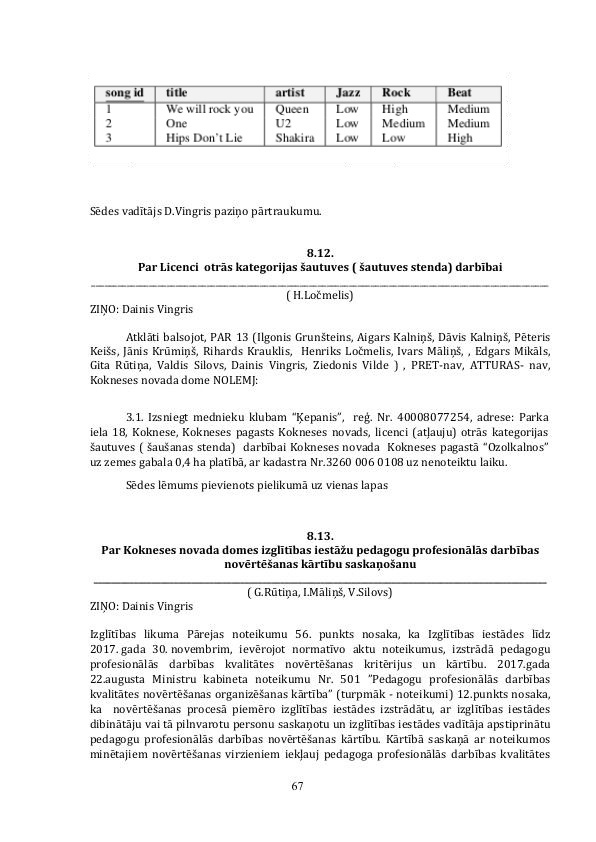 song id title artist Jazz Rock Beat
1 We will rock you Queen Low High Medium
2 One U2 Low Medium Medium
3 Hips Don't Lie Shakira Low Low High
Sēdes vadītājs D.Vingris paziņo pārtraukumu.
8.12.
Par Licenci otrās kategorijas šautuves ( šautuves stenda) darbībai
( H.Ločmelis)
ZIŅO: Dainis Vingris
Atklāti balsojot, PAR 13 (Ilgonis Grunšteins, Aigars Kalniņš, Dāvis Kalniņš, Pēteris
Keišs, Jānis Krūmiņš, Rihards Krauklis, Henriks Ločmelis, Ivars Māliņš, , Edgars Mikāls,
Gita Rūtiņa, Valdis Silovs, Dainis Vingris, Ziedonis Vilde ) , PRET-nav, ATTURAS- nav,
Kokneses novada dome NOLEMJ:
3.1. Izsniegt mednieku klubam “Ķepanis”, reģ. Nr. 40008077254, adrese: Parka
iela 18, Koknese, Kokneses pagasts Kokneses novads, licenci (atļauju) otrās kategorijas
šautuves ( šaušanas stenda) darbībai Kokneses novada Kokneses pagastā “Ozolkalnos”
uz zemes gabala 0,4 ha platībā, ar kadastra Nr.3260 006 0108 uz nenoteiktu laiku.
Sēdes lēmums pievienots pielikumā uz vienas lapas
8.13.
Par Kokneses novada domes izglītības iestāžu pedagogu profesionālās darbības
novērtēšanas kārtību saskaņošanu
( G.Rūtiņa, I.Māliņš, V.Silovs)
ZIŅO: Dainis Vingris
Izglītības likuma Pārejas noteikumu 56. punkts nosaka, ka Izglītības iestādes līdz
2017. gada 30. novembrim, ievērojot normatīvo aktu noteikumus, izstrādā pedagogu
profesionālās darbības kvalitātes novērtēšanas kritērijus un kārtību. 2017.gada
22.augusta Ministru kabineta noteikumu Nr. 501 ”Pedagogu profesionālās darbības
kvalitātes novērtēšanas organizēšanas kārtība” (turpmāk - noteikumi) 12.punkts nosaka,
ka novērtēšanas procesā piemēro izglītības iestādes izstrādātu, ar izglītības iestādes
dibinātāju vai tā pilnvarotu personu saskaņotu un izglītības iestādes vadītāja apstiprinātu
pedagogu profesionālās darbības novērtēšanas kārtību. Kārtībā saskaņā ar noteikumos
minētajiem novērtēšanas virzieniem iekļauj pedagoga profesionālās darbības kvalitātes
67